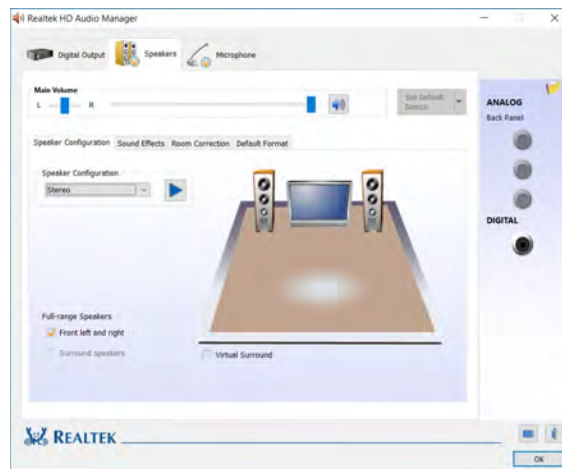 Realtek HD Audio Manager
Digital Output
Speakers
Microphone
Main Volume
L
R
Set Default
Device
ANALOG
Back Panel
DIGITAL
Speaker Configuration
Sound Effects
Room Correction
Default Format
Speaker Configuration
Stereo
Full-range Speakers
Front left and right
Surround speakers
Virtual Surround
REALTEK
OK